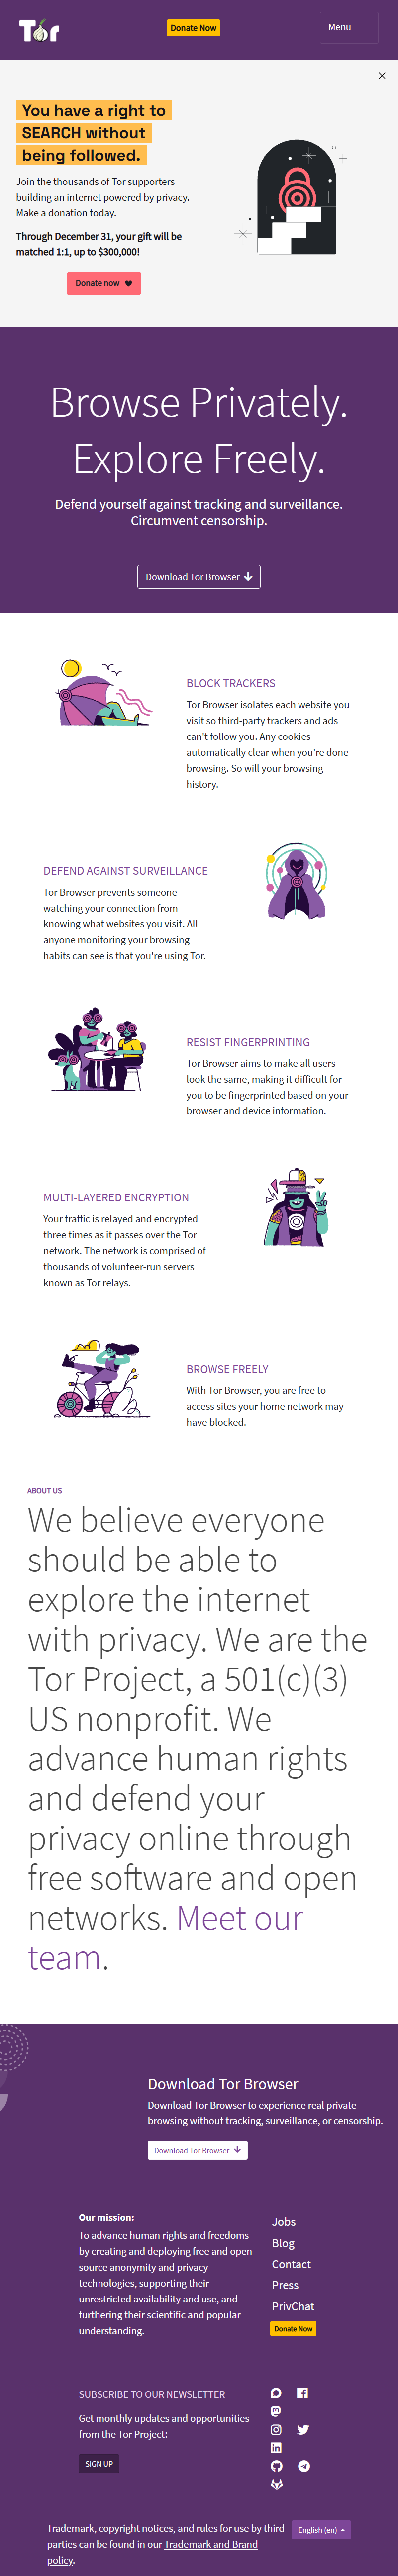 Tor
Donate Now
Menu
You have a right to
SEARCH without
being followed.
Join the thousands of Tor supporters
building an internet powered by privacy.
Make a donation today.
Through December 31, your gift will be
matched 1:1, up to $300,000!
Donate now
Browse Privately.
Explore Freely.
Defend yourself against tracking and surveillance.
Circumvent censorship.
Download Tor Browser
BLOCK TRACKERS
Tor Browser isolates each website you
visit so third-party trackers and ads
can't follow you. Any cookies
automatically clear when you're done
browsing. So will your browsing
history.
DEFEND AGAINST SURVEILLANCE
Tor Browser prevents someone
watching your connection from
knowing what websites you visit. All
anyone monitoring your browsing
habits can see is that you're using Tor.
RESIST FINGERPRINTING
Tor Browser aims to make all users
look the same, making it difficult for
you to be fingerprinted based on your
browser and device information.
MULTI-LAYERED ENCRYPTION
Your traffic is relayed and encrypted
three times as it passes over the Tor
network. The network is comprised of
thousands of volunteer-run servers
known as Tor relays.
BROWSE FREELY
With Tor Browser, you are free to
access sites your home network may
have blocked.
ABOUT US
We believe everyone
should be able to
explore the internet
with privacy. We are the
Tor Project, a 501(c)(3)
US nonprofit. We
advance human rights
and defend your
privacy online through
free software and open
networks. Meet our
team.
Download Tor Browser
Download Tor Browser to experience real private
browsing without tracking, surveillance, or censorship.
Download Tor Browser
Our mission:
To advance human rights and freedoms
by creating and deploying free and open
source anonymity and privacy
technologies, supporting their
unrestricted availability and use, and
furthering their scientific and popular
understanding.
Jobs
Blog
Contact
Press
PrivChat
Donate Now
SUBSCRIBE TO OUR NEWSLETTER
Get monthly updates and opportunities
from the Tor Project:
SIGN UP
Trademark, copyright notices, and rules for use by third
parties can be found in our Trademark and Brand
policy.
English (en)